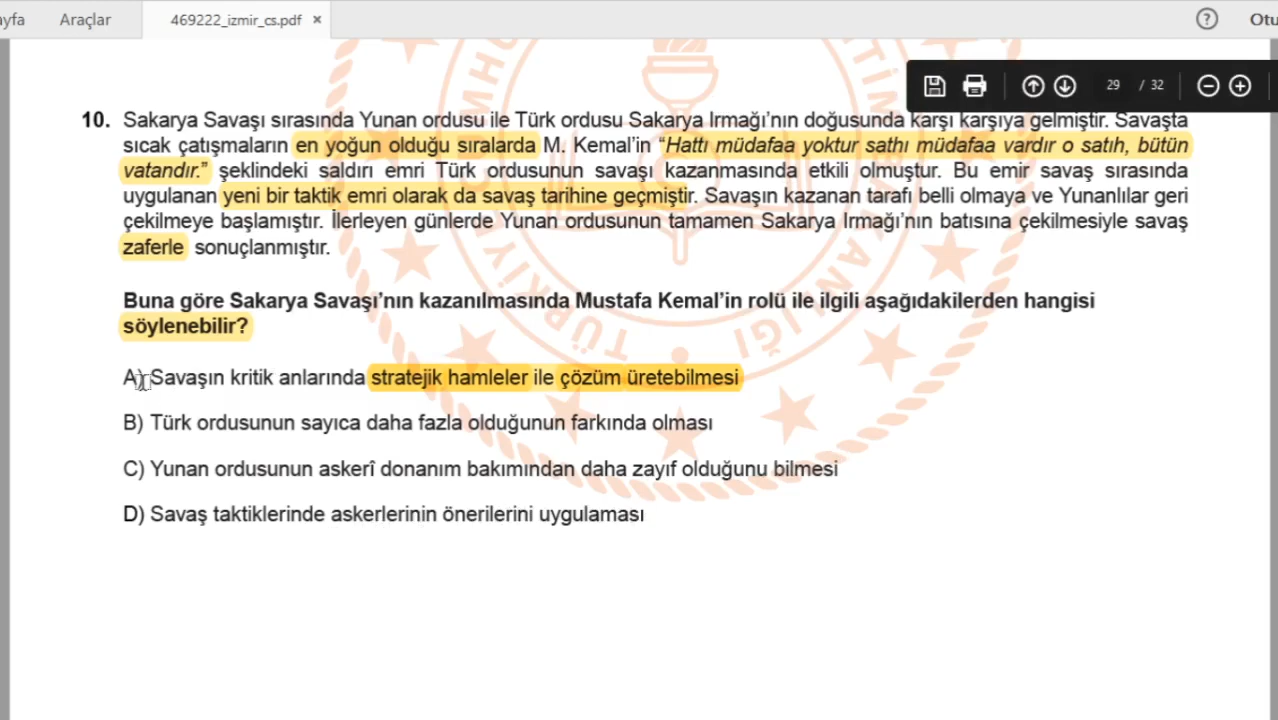 ayfa
Araçlar
469222_izmir_cs.pdf ×
? Otu
29 / 32
10. Sakarya Savaşı sırasında Yunan ordusu ile Türk ordusu Sakarya Irmağı’nın doğusunda karşı karşıya gelmiştir. Savaşta
sıcak çatışmaların en yoğun olduğu sıralarda M. Kemal’in “Hattı müdafaa yoktur sathı müdafaa vardır o satıh, bütün
vatandır.” şeklindeki saldırı emri Türk ordusunun savaşı kazanmasında etkili olmuştur. Bu emir savaş sırasında
uygulanan yeni bir taktik emri olarak da savaş tarihine geçmiştir. Savaşın kazanan tarafı belli olmaya ve Yunanlılar geri
çekilmeye başlamıştır. İlerleyen günlerde Yunan ordusunun tamamen Sakarya Irmağı’nın batısına çekilmesiyle savaş
zaferle sonuçlanmıştır.
Buna göre Sakarya Savaşı’nın kazanılmasında Mustafa Kemal’in rolü ile ilgili aşağıdakilerden hangisi
söylenebilir?
A) Savaşın kritik anlarında stratejik hamleler ile çözüm üretebilmesi
B) Türk ordusunun sayıca daha fazla olduğunun farkında olması
C) Yunan ordusunun askerî donanım bakımından daha zayıf olduğunu bilmesi
D) Savaş taktiklerinde askerlerinin önerilerini uygulaması